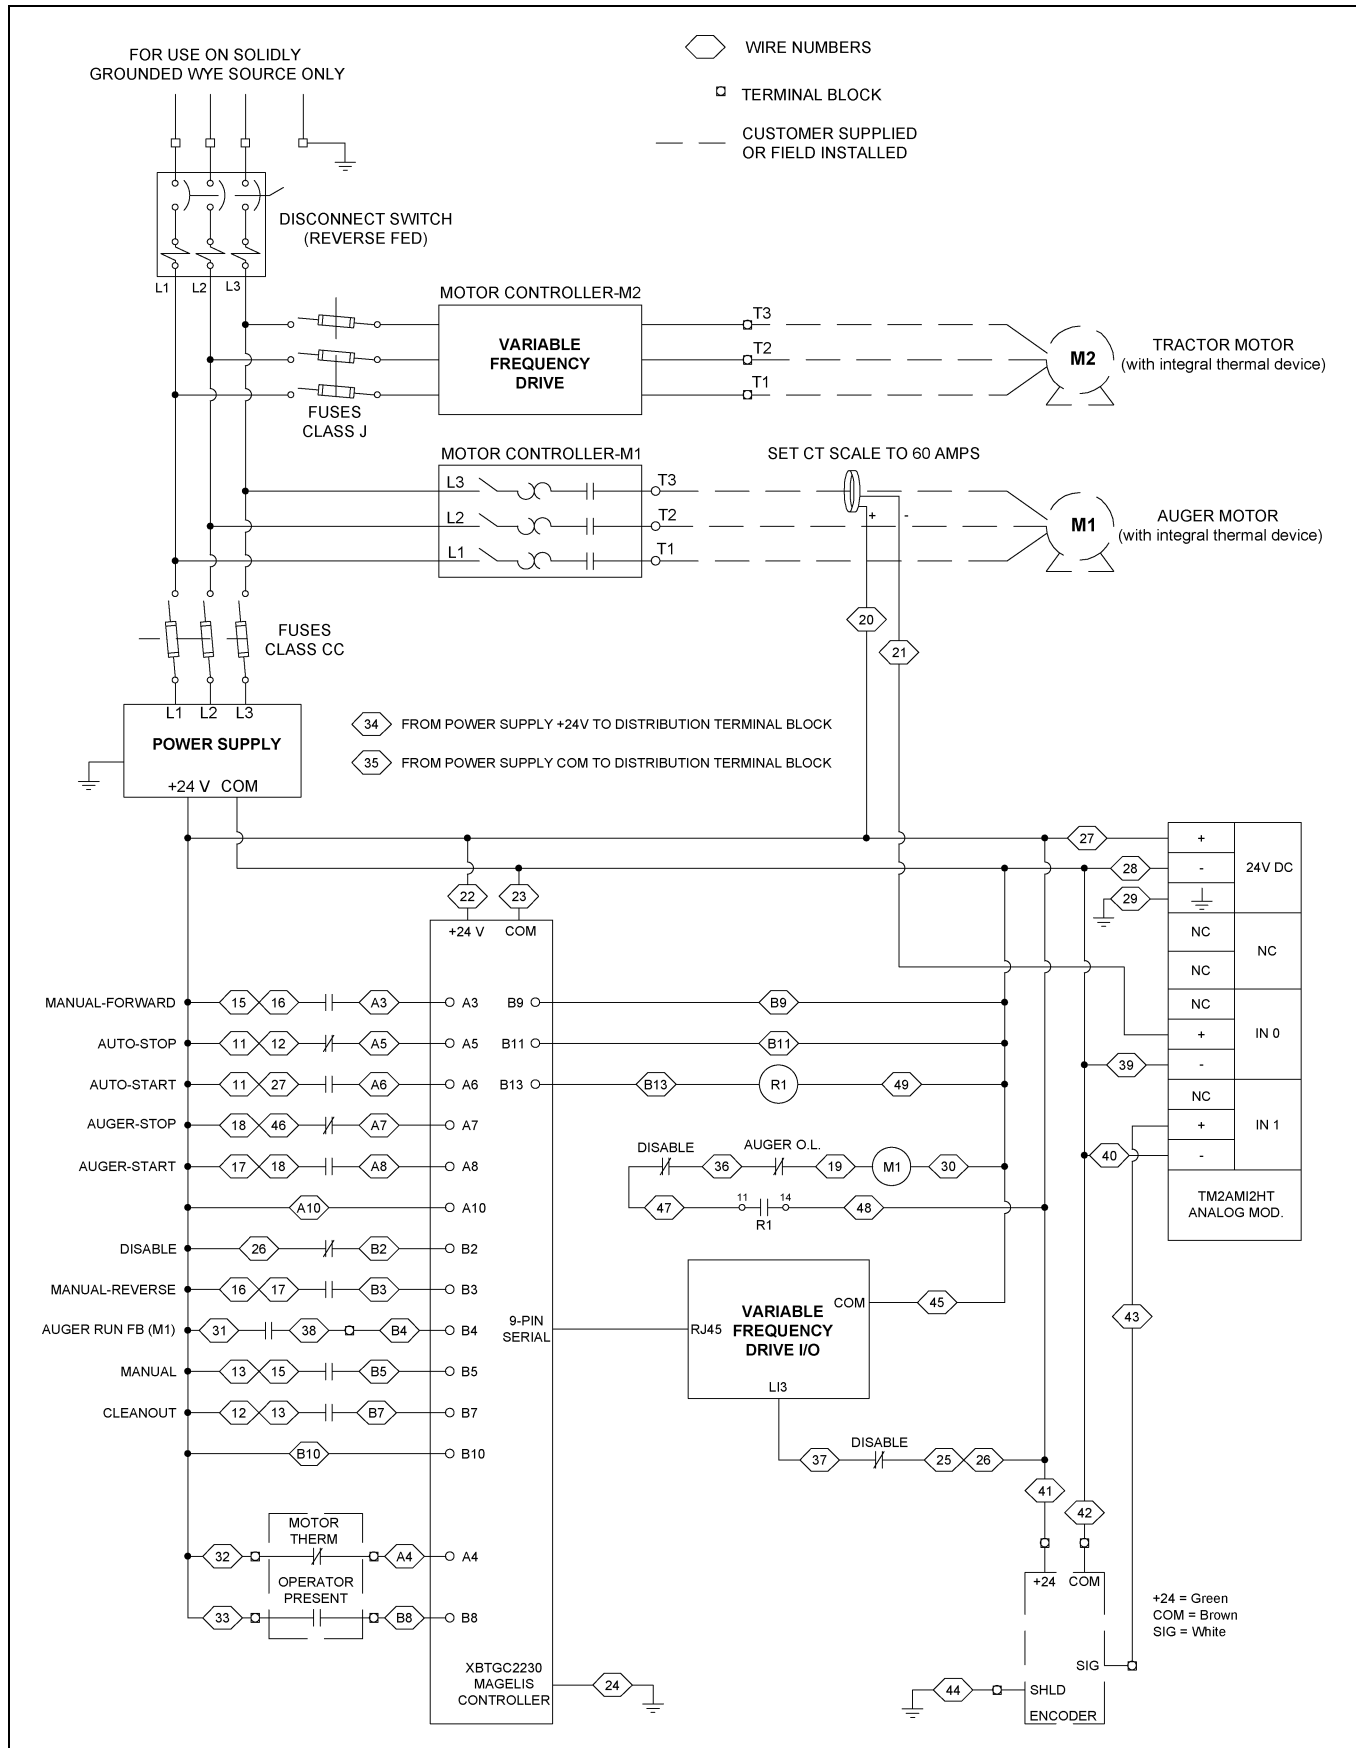 FOR USE ON SOLIDLY
GROUNDED WYE SOURCE ONLY
WIRE NUMBERS
TERMINAL BLOCK
CUSTOMER SUPPLIED
OR FIELD INSTALLED
DISCONNECT SWITCH
(REVERSE FED)
L1 L2 L3
MOTOR CONTROLLER-M2
VARIABLE
FREQUENCY
DRIVE
T3
T2
T1
M2
TRACTOR MOTOR
(with integral thermal device)
FUSES
CLASS J
MOTOR CONTROLLER-M1
SET CT SCALE TO 60 AMPS
L3 T3
L2 T2
L1 T1
+ -
M1
AUGER MOTOR
(with integral thermal device)
20
21
FUSES
CLASS CC
L1 L2 L3
POWER SUPPLY
+24 V COM
34 FROM POWER SUPPLY +24V TO DISTRIBUTION TERMINAL BLOCK
35 FROM POWER SUPPLY COM TO DISTRIBUTION TERMINAL BLOCK
27 +
28 - 24V DC
29
NC
NC
NC
NC
+ IN 0
39 -
NC
+ IN 1
40 -
TM2AMI2HT
ANALOG MOD.
22 23
+24 V COM
MANUAL-FORWARD 15 16 A3 A3 B9 B9
AUTO-STOP 11 12 A5 A5 B11 B11
AUTO-START 11 27 A6 A6 B13 B13 R1 49
AUGER-STOP 18 46 A7 A7
DISABLE AUGER O.L.
AUGER-START 17 18 A8 A8 36 19 M1 30
A10 A10 47 11 14 48
R1
DISABLE 26 B2 B2
MANUAL-REVERSE 16 17 B3 B3
AUGER RUN FB (M1) 31 38 B4 B4
MANUAL 13 15 B5 B5
CLEANOUT 12 13 B7 B7
B10 B10
9-PIN
SERIAL
RJ45
COM
VARIABLE
FREQUENCY
DRIVE I/O
LI3
45
43
DISABLE
37 25 26
41
42
MOTOR
THERM
32 A4 A4
OPERATOR
PRESENT
33 B8 B8
XBTGC2230
MAGELIS
CONTROLLER
24
+24 COM
SIG
SHLD
ENCODER
44
+24 = Green
COM = Brown
SIG = White